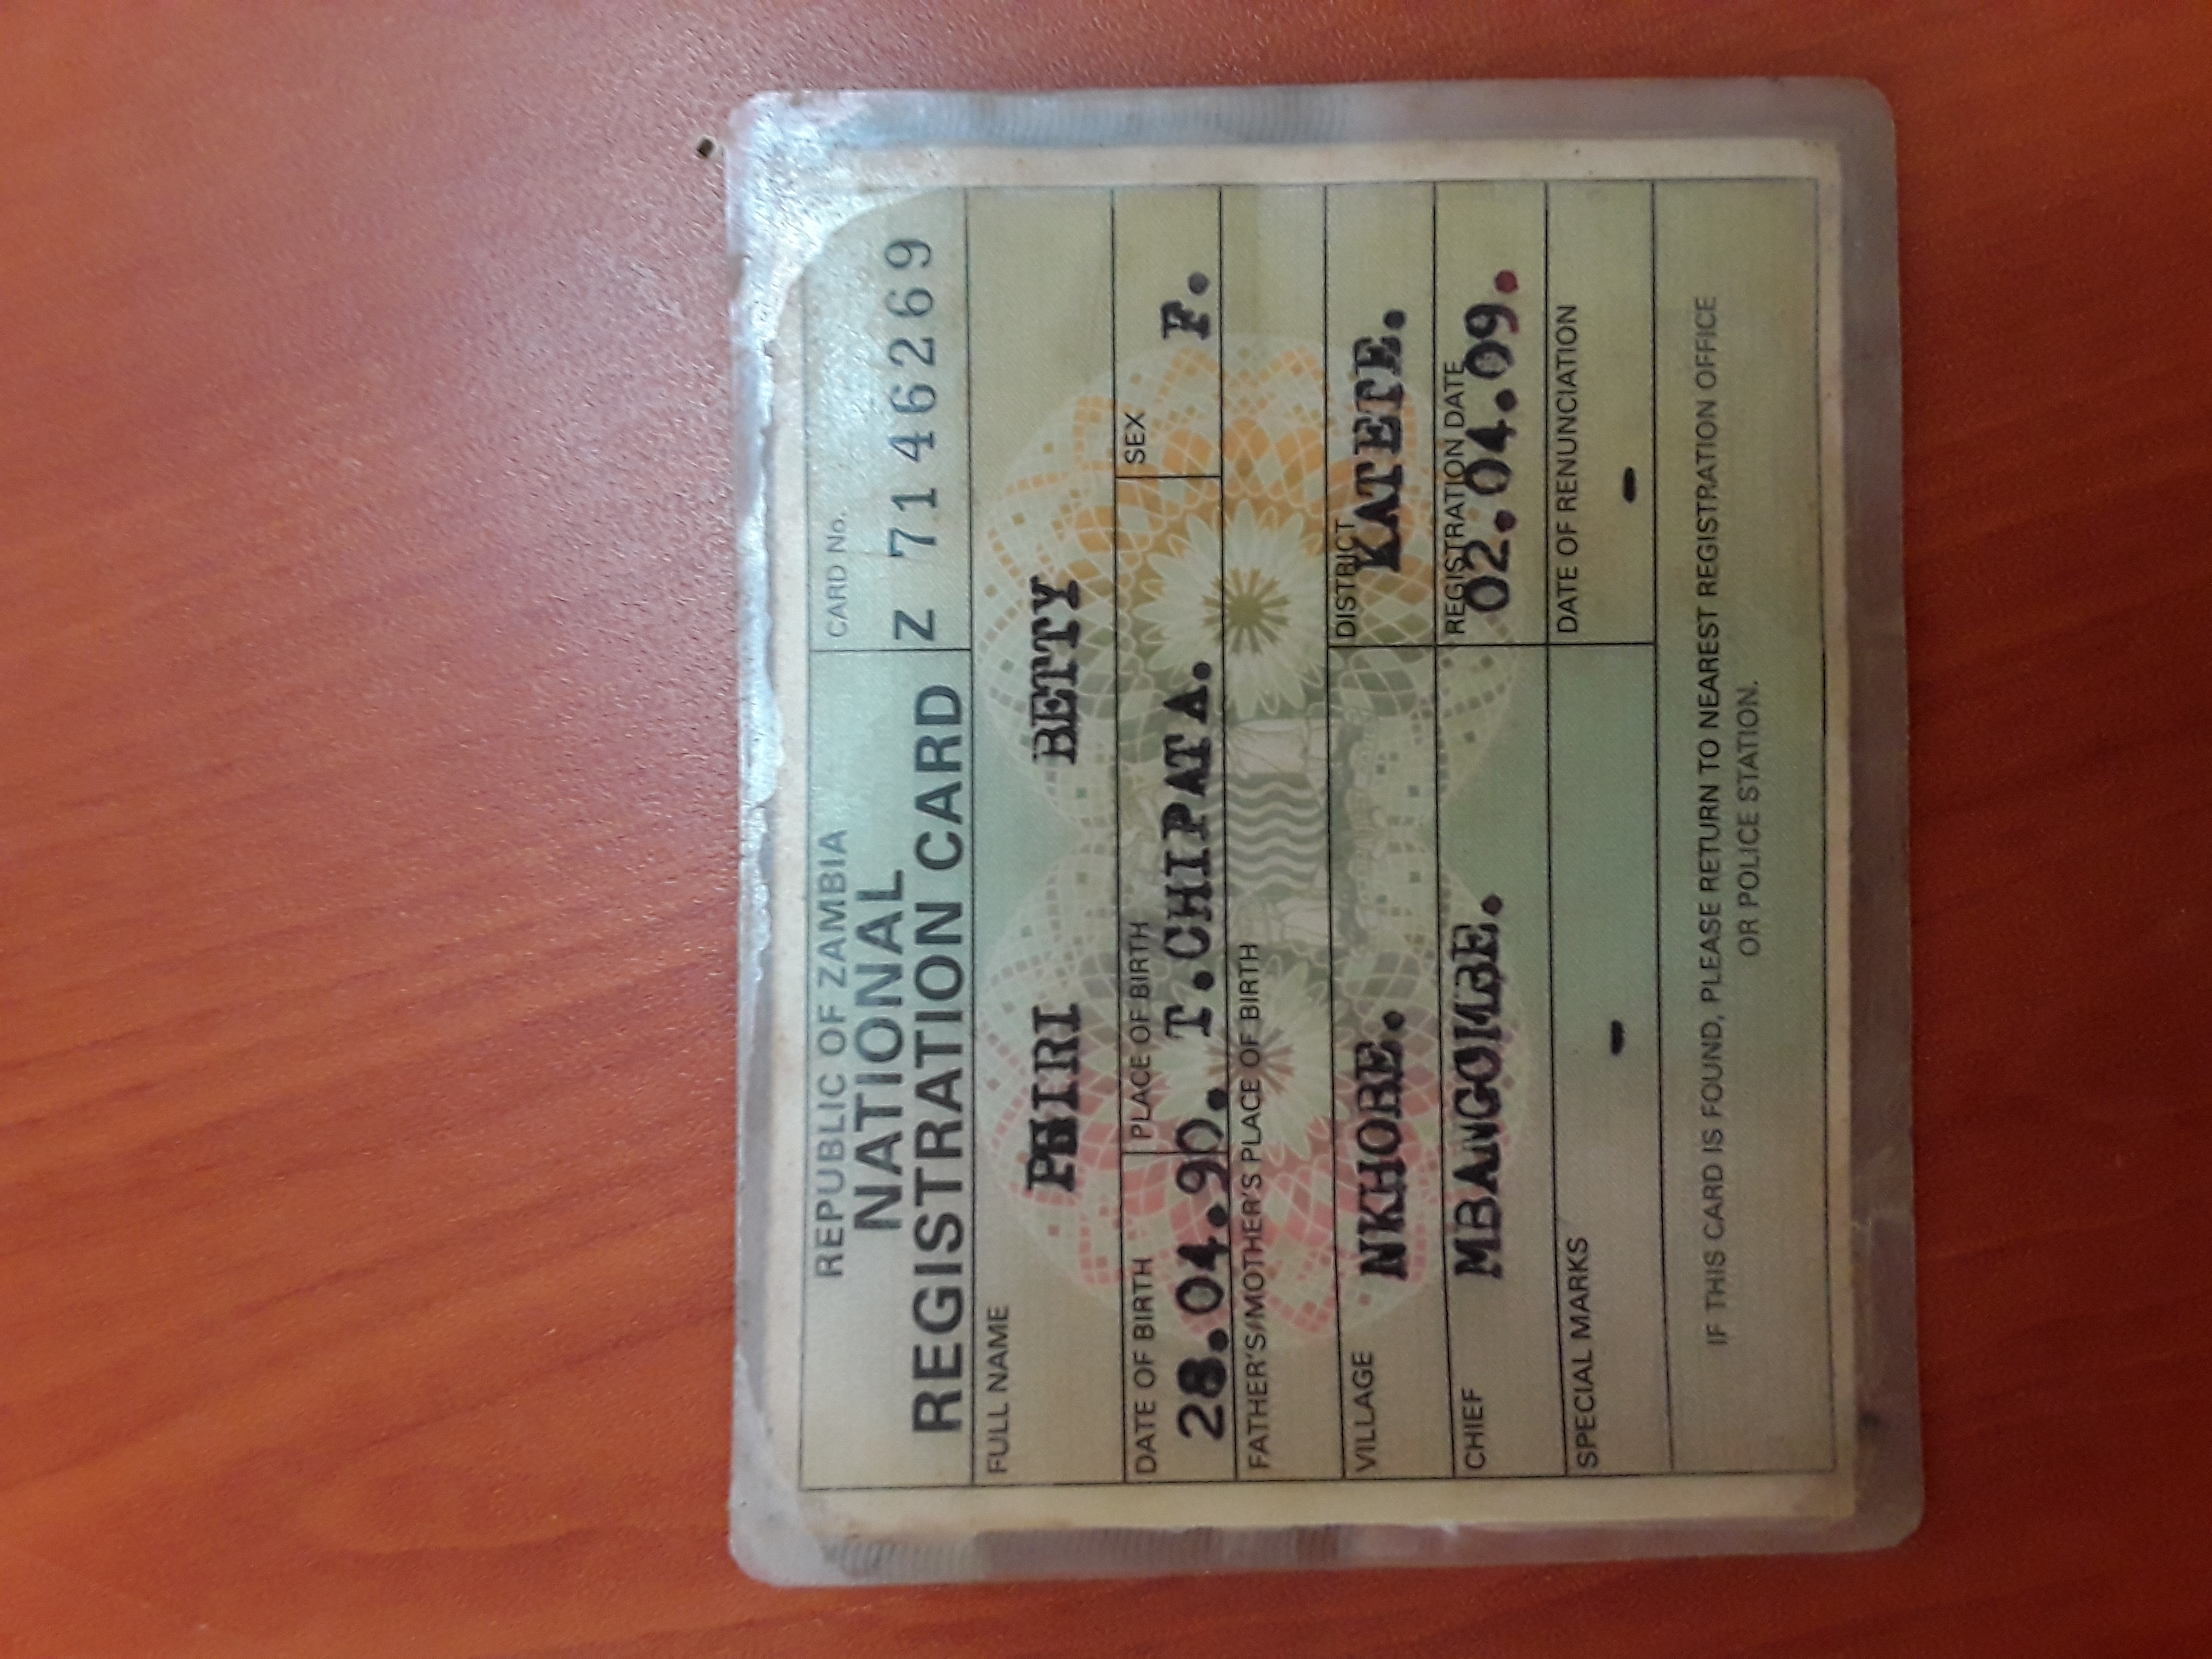 REPUBLIC OF ZAMBIA
NATIONAL
REGISTRATION CARD
CARD No.
Z 7146269
FULL NAME
PHIRI BETTY
DATE OF BIRTH PLACE OF BIRTH SEX
28.04.90. T.CHIPATA. F.
FATHER'S/MOTHER'S PLACE OF BIRTH
VILLAGE NKHORE. DISTRICT KATETE.
CHIEF MBANGOMBE. REGISTRATION DATE 02.04.09.
SPECIAL MARKS - DATE OF RENUNCIATION -
IF THIS CARD IS FOUND, PLEASE RETURN TO NEAREST REGISTRATION OFFICE
OR POLICE STATION.